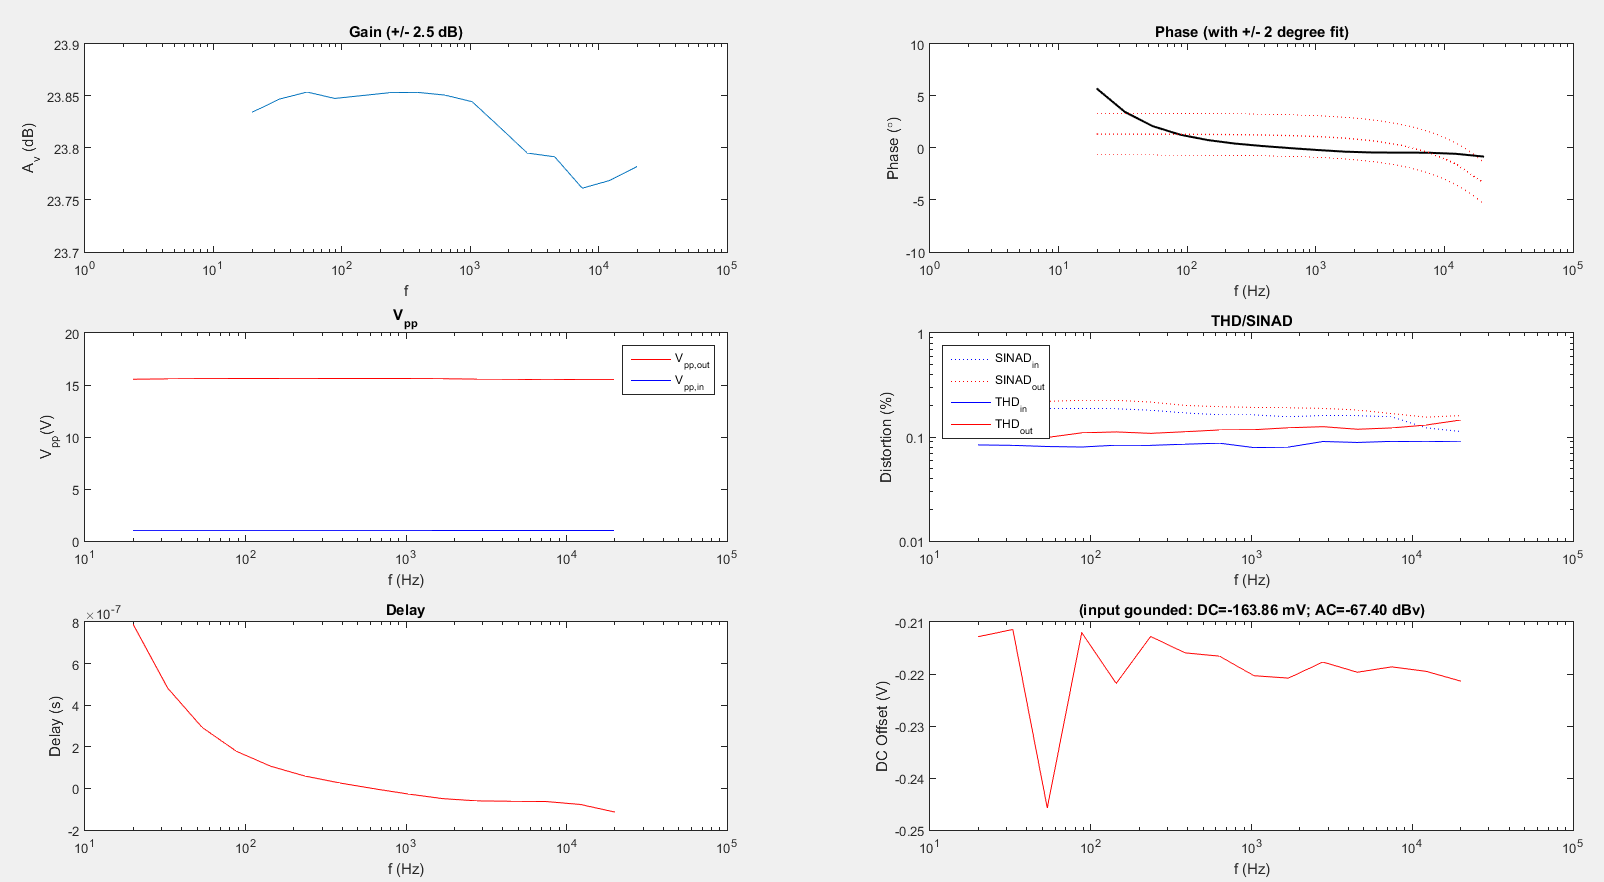 Gain (+/- 2.5 dB)
23.9
23.85
23.8
23.75
23.7
A_v (dB)
10^0 10^1 10^2 10^3 10^4 10^5
f
Phase (with +/- 2 degree fit)
10
5
0
-5
-10
Phase (°)
10^0 10^1 10^2 10^3 10^4 10^5
f (Hz)
V_pp
20
15
10
5
0
V_pp (V)
V_pp,out
V_pp,in
10^1 10^2 10^3 10^4 10^5
f (Hz)
THD/SINAD
1
0.1
0.01
Distortion (%)
SINAD_in
SINAD_out
THD_in
THD_out
10^1 10^2 10^3 10^4 10^5
f (Hz)
Delay
×10^-7
8
6
4
2
0
-2
Delay (s)
10^1 10^2 10^3 10^4 10^5
f (Hz)
(input gounded: DC=-163.86 mV; AC=-67.40 dBv)
-0.21
-0.22
-0.23
-0.24
-0.25
DC Offset (V)
10^1 10^2 10^3 10^4 10^5
f (Hz)